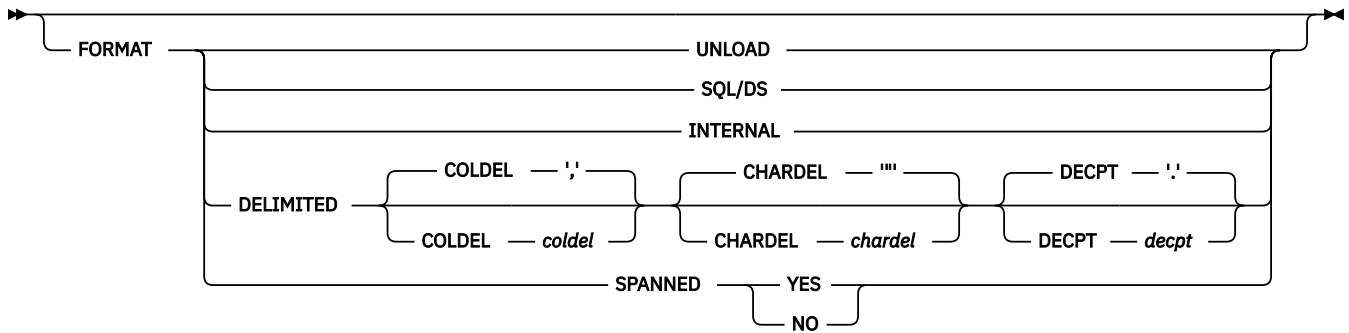 FORMAT UNLOAD
SQL/DS
INTERNAL
COLDEL ',' CHARDEL '"' DECPT '.'
DELIMITED
COLDEL coldel CHARDEL chardel DECPT decpt
SPANNED YES
NO